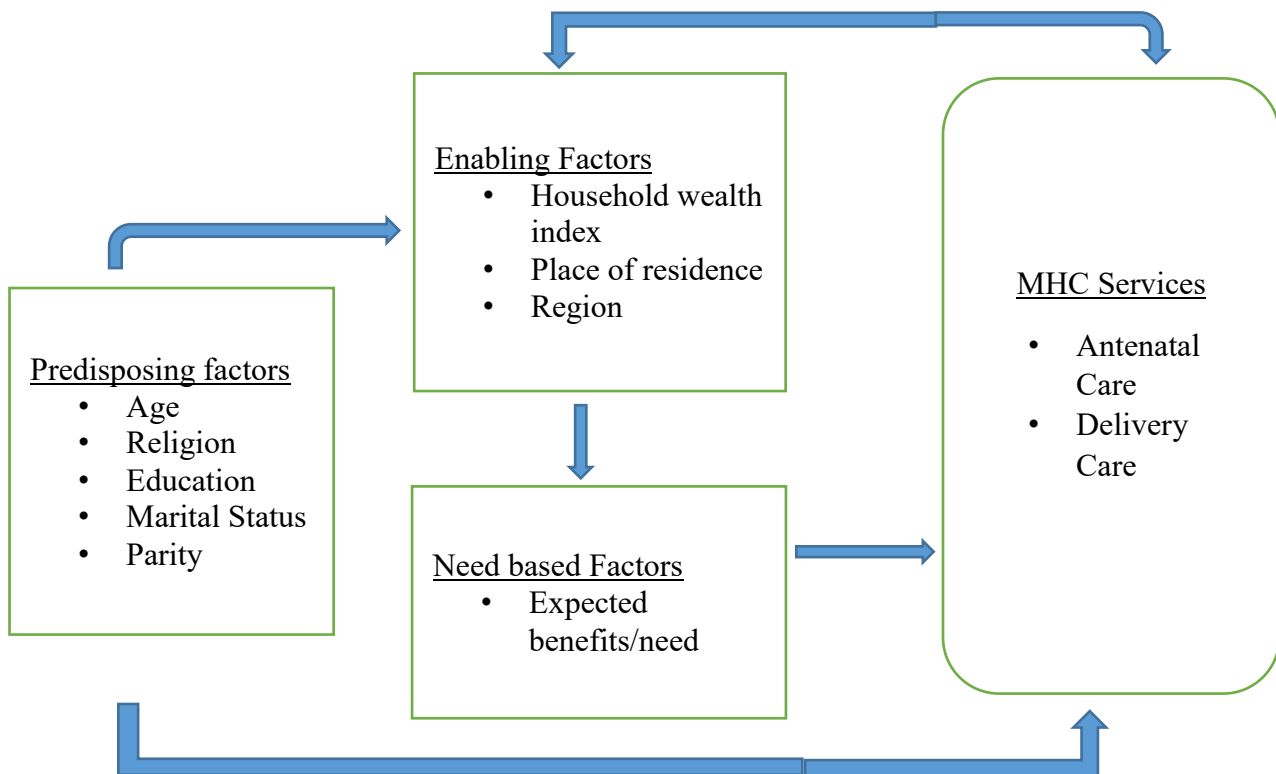 Predisposing factors
• Age
• Religion
• Education
• Marital Status
• Parity
Enabling Factors
• Household wealth
index
• Place of residence
• Region
Need based Factors
• Expected
benefits/need
MHC Services
• Antenatal
Care
• Delivery
Care